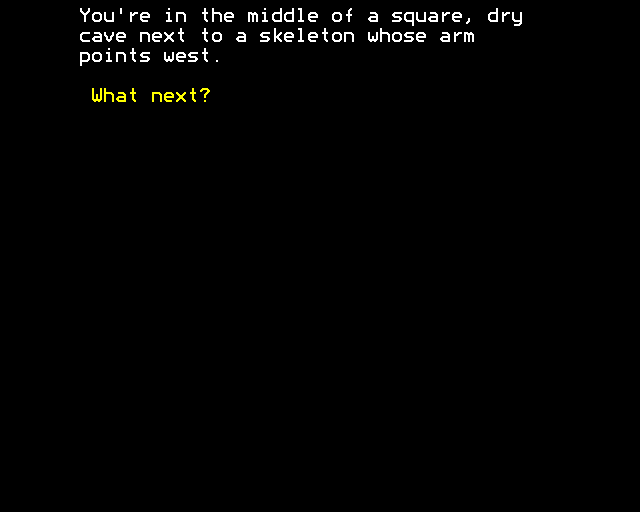 You're in the middle of a square, dry
cave next to a skeleton whose arm
points west.
What next?